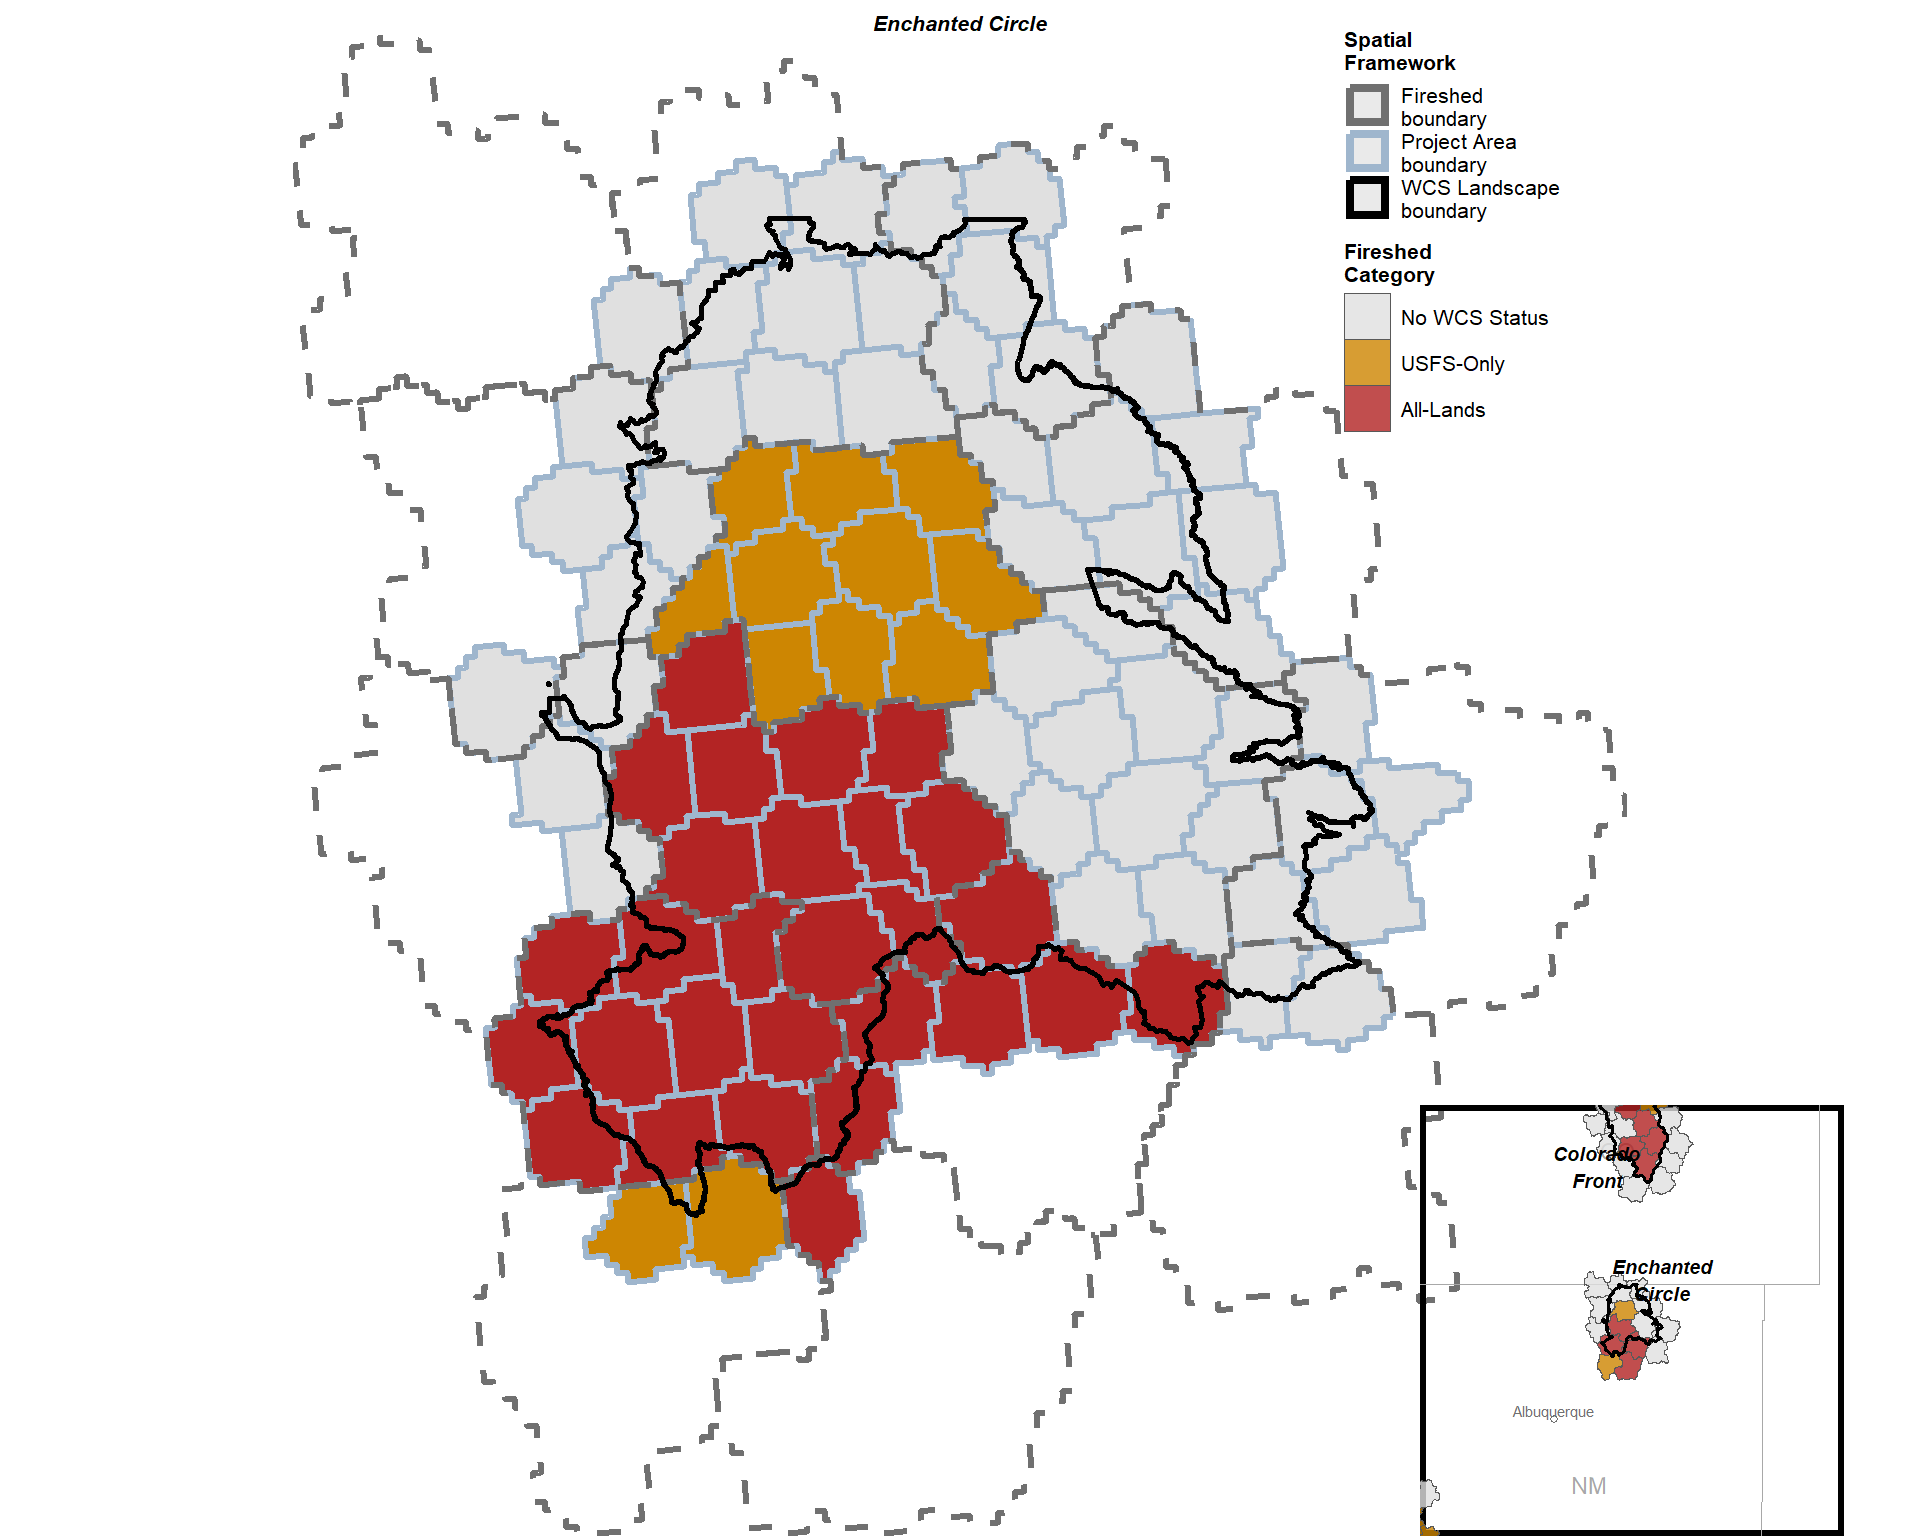 Enchanted Circle
Spatial
Framework
Fireshed
boundary
Project Area
boundary
WCS Landscape
boundary
Fireshed
Category
No WCS Status
USFS-Only
All-Lands
Colorado
Front
Enchanted
Circle
Albuquerque
NM